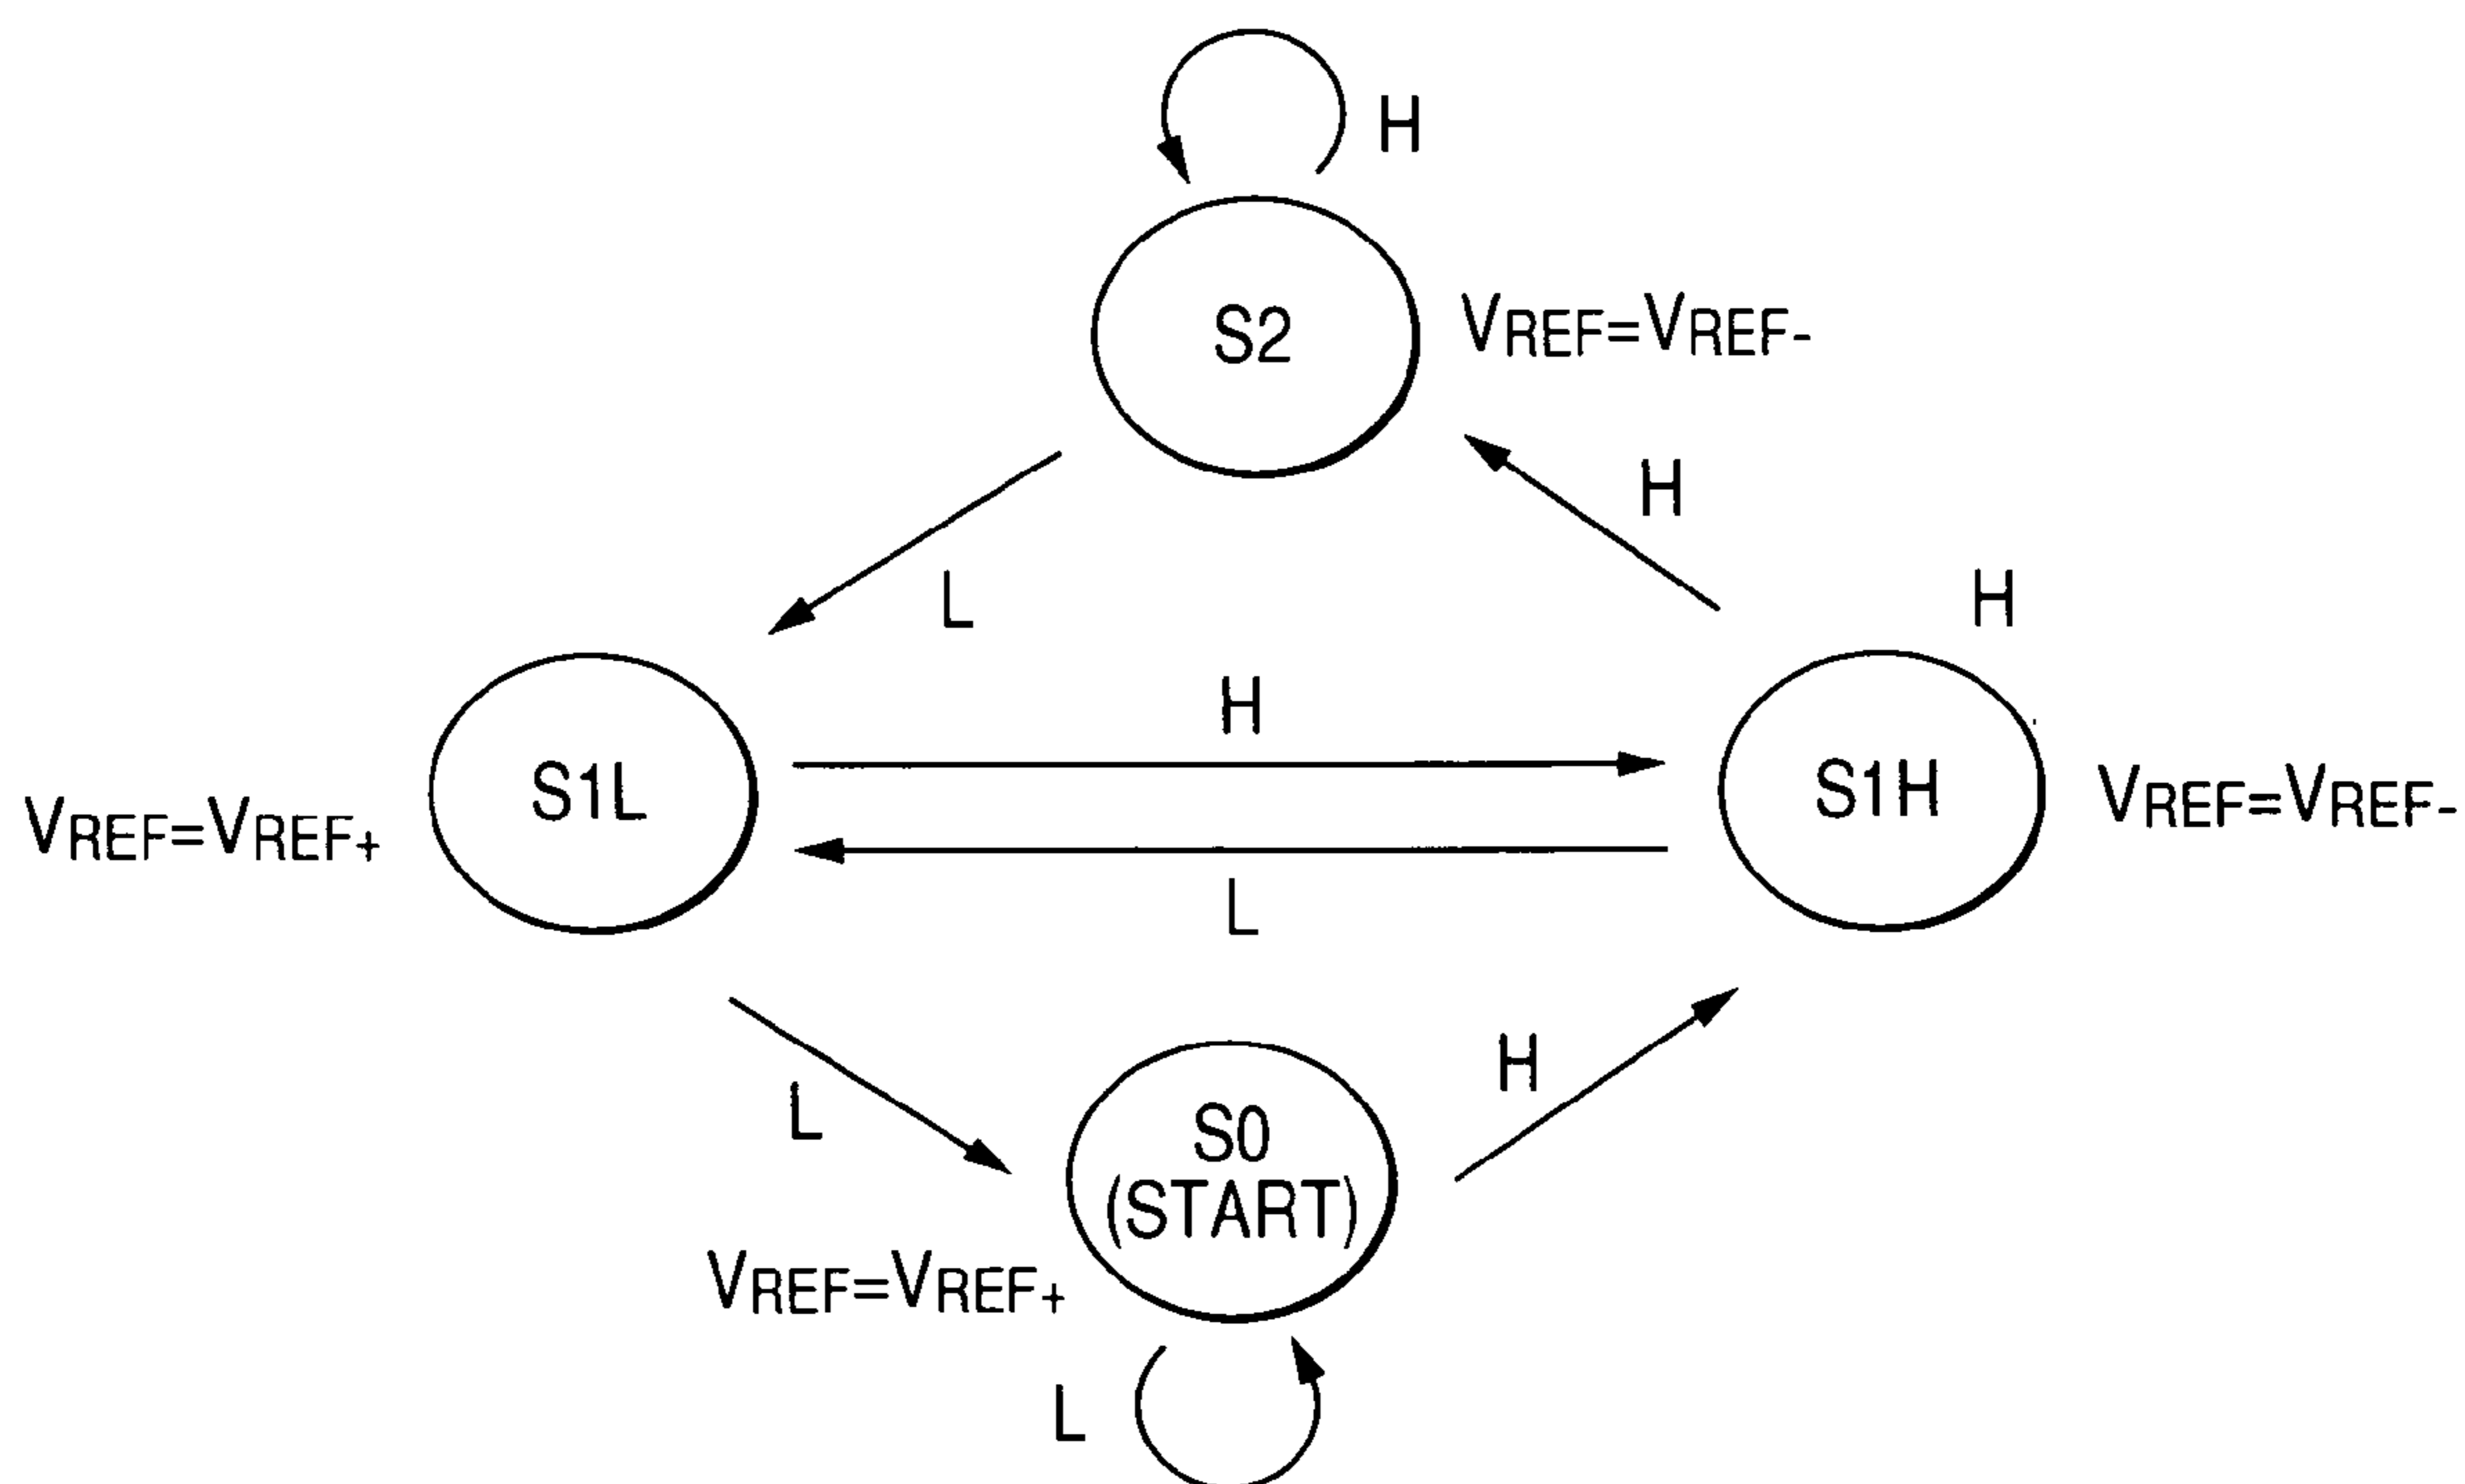 H
S2
VREF=VREF-
H
L
H
H
S1L
S1H
VREF=VREF+
VREF=VREF-
L
H
L
S0
(START)
VREF=VREF+
L